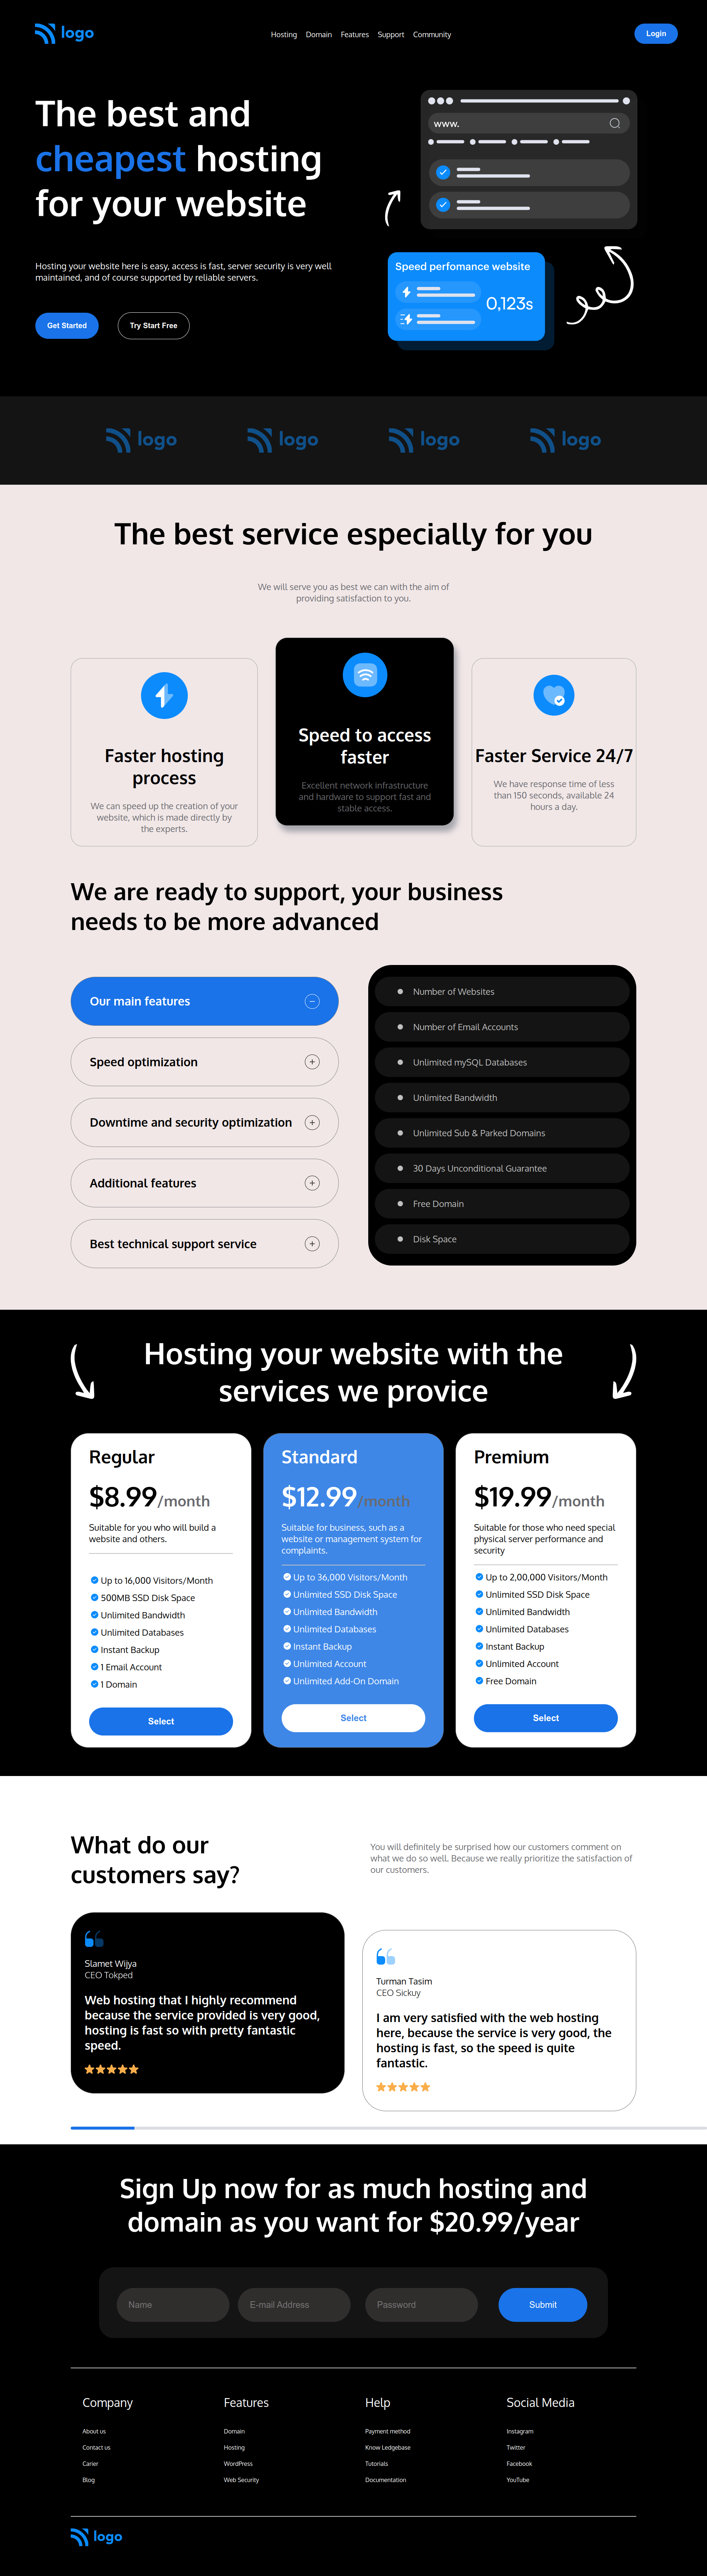 logo
Hosting Domain Features Support Community
Login
The best and
cheapest hosting
for your website
Hosting your website here is easy, access is fast, server security is very well
maintained, and of course supported by reliable servers.
Get Started
Try Start Free
www.
Speed perfomance website
0,123s
logo
logo
logo
logo
The best service especially for you
We will serve you as best we can with the aim of
providing satisfaction to you.
Faster hosting
process
We can speed up the creation of your
website, which is made directly by
the experts.
Speed to access
faster
Excellent network infrastructure
and hardware to support fast and
stable access.
Faster Service 24/7
We have response time of less
than 150 seconds, available 24
hours a day.
We are ready to support, your business
needs to be more advanced
Our main features
Speed optimization
Downtime and security optimization
Additional features
Best technical support service
Number of Websites
Number of Email Accounts
Unlimited mySQL Databases
Unlimited Bandwidth
Unlimited Sub & Parked Domains
30 Days Unconditional Guarantee
Free Domain
Disk Space
Hosting your website with the
services we provice
Regular
$8.99/month
Suitable for you who will build a
website and others.
Up to 16,000 Visitors/Month
500MB SSD Disk Space
Unlimited Bandwidth
Unlimited Databases
Instant Backup
1 Email Account
1 Domain
Select
Standard
$12.99/month
Suitable for business, such as a
website or management system for
complaints.
Up to 36,000 Visitors/Month
Unlimited SSD Disk Space
Unlimited Bandwidth
Unlimited Databases
Instant Backup
Unlimited Account
Unlimited Add-On Domain
Select
Premium
$19.99/month
Suitable for those who need special
physical server performance and
security
Up to 2,00,000 Visitors/Month
Unlimited SSD Disk Space
Unlimited Bandwidth
Unlimited Databases
Instant Backup
Unlimited Account
Free Domain
Select
What do our
customers say?
You will definitely be surprised how our customers comment on
what we do so well. Because we really prioritize the satisfaction of
our customers.
Slamet Wijya
CEO Tokped
Web hosting that I highly recommend
because the service provided is very good,
hosting is fast so with pretty fantastic
speed.
Turman Tasim
CEO Sickuy
I am very satisfied with the web hosting
here, because the service is very good, the
hosting is fast, so the speed is quite
fantastic.
Sign Up now for as much hosting and
domain as you want for $20.99/year
Name
E-mail Address
Password
Submit
Company
About us
Contact us
Carier
Blog
Features
Domain
Hosting
WordPress
Web Security
Help
Payment method
Know Ledgebase
Tutorials
Documentation
Social Media
Instagram
Twitter
Facebook
YouTube
logo